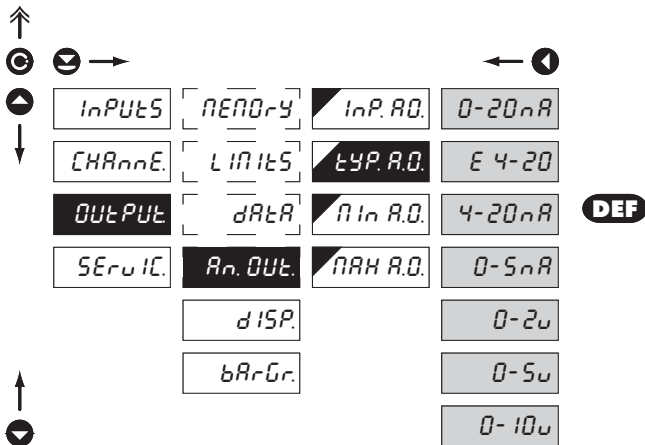 InPUtS MEMOrY InP. A.O. 0-20mA
CHAnnE. LIMItS tYP. A.O. E 4-20
OUtPUt dAtA MIn A.O. 4-20mA DEF
SErvIC. An. OUt. MAX A.O. 0-5mA
dISP. 0-2v
bArGr. 0-5v
0-10v